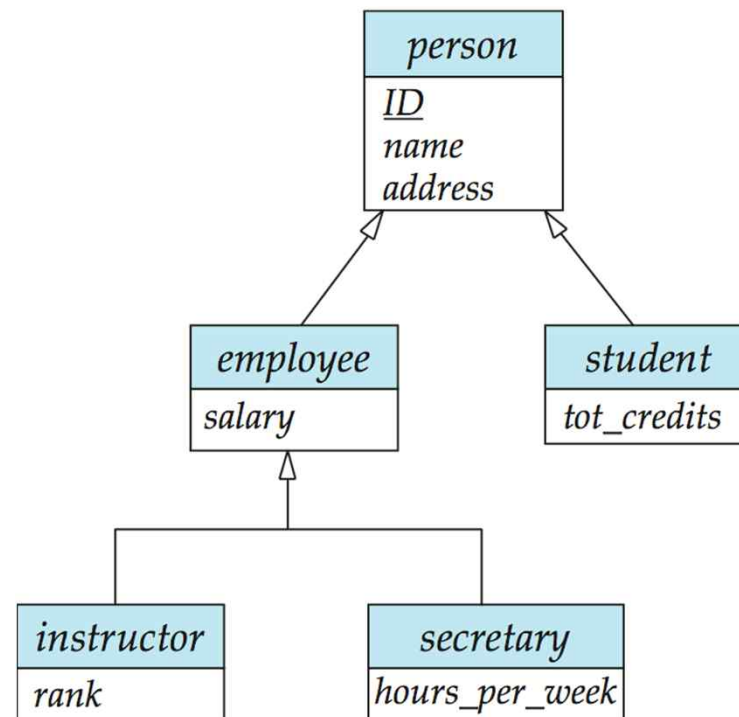 person
ID
name
address
employee
salary
student
tot_credits
instructor
rank
secretary
hours_per_week